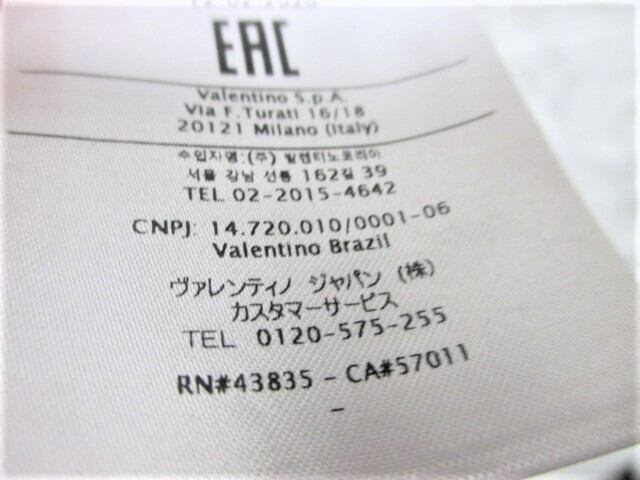 EAC
Valentino S.p.A.
Via F.Turati 16/18
20121 Milano (Italy)
수입자명:(주) 발렌티노코리아
서울 강남 선릉 162길 39
TEL 02-2015-4642
CNPJ: 14.720.010/0001-06
Valentino Brazil
ヴァレンティノ ジャパン (株)
カスタマーサービス
TEL 0120-575-255
RN#43835 - CA#57011
-